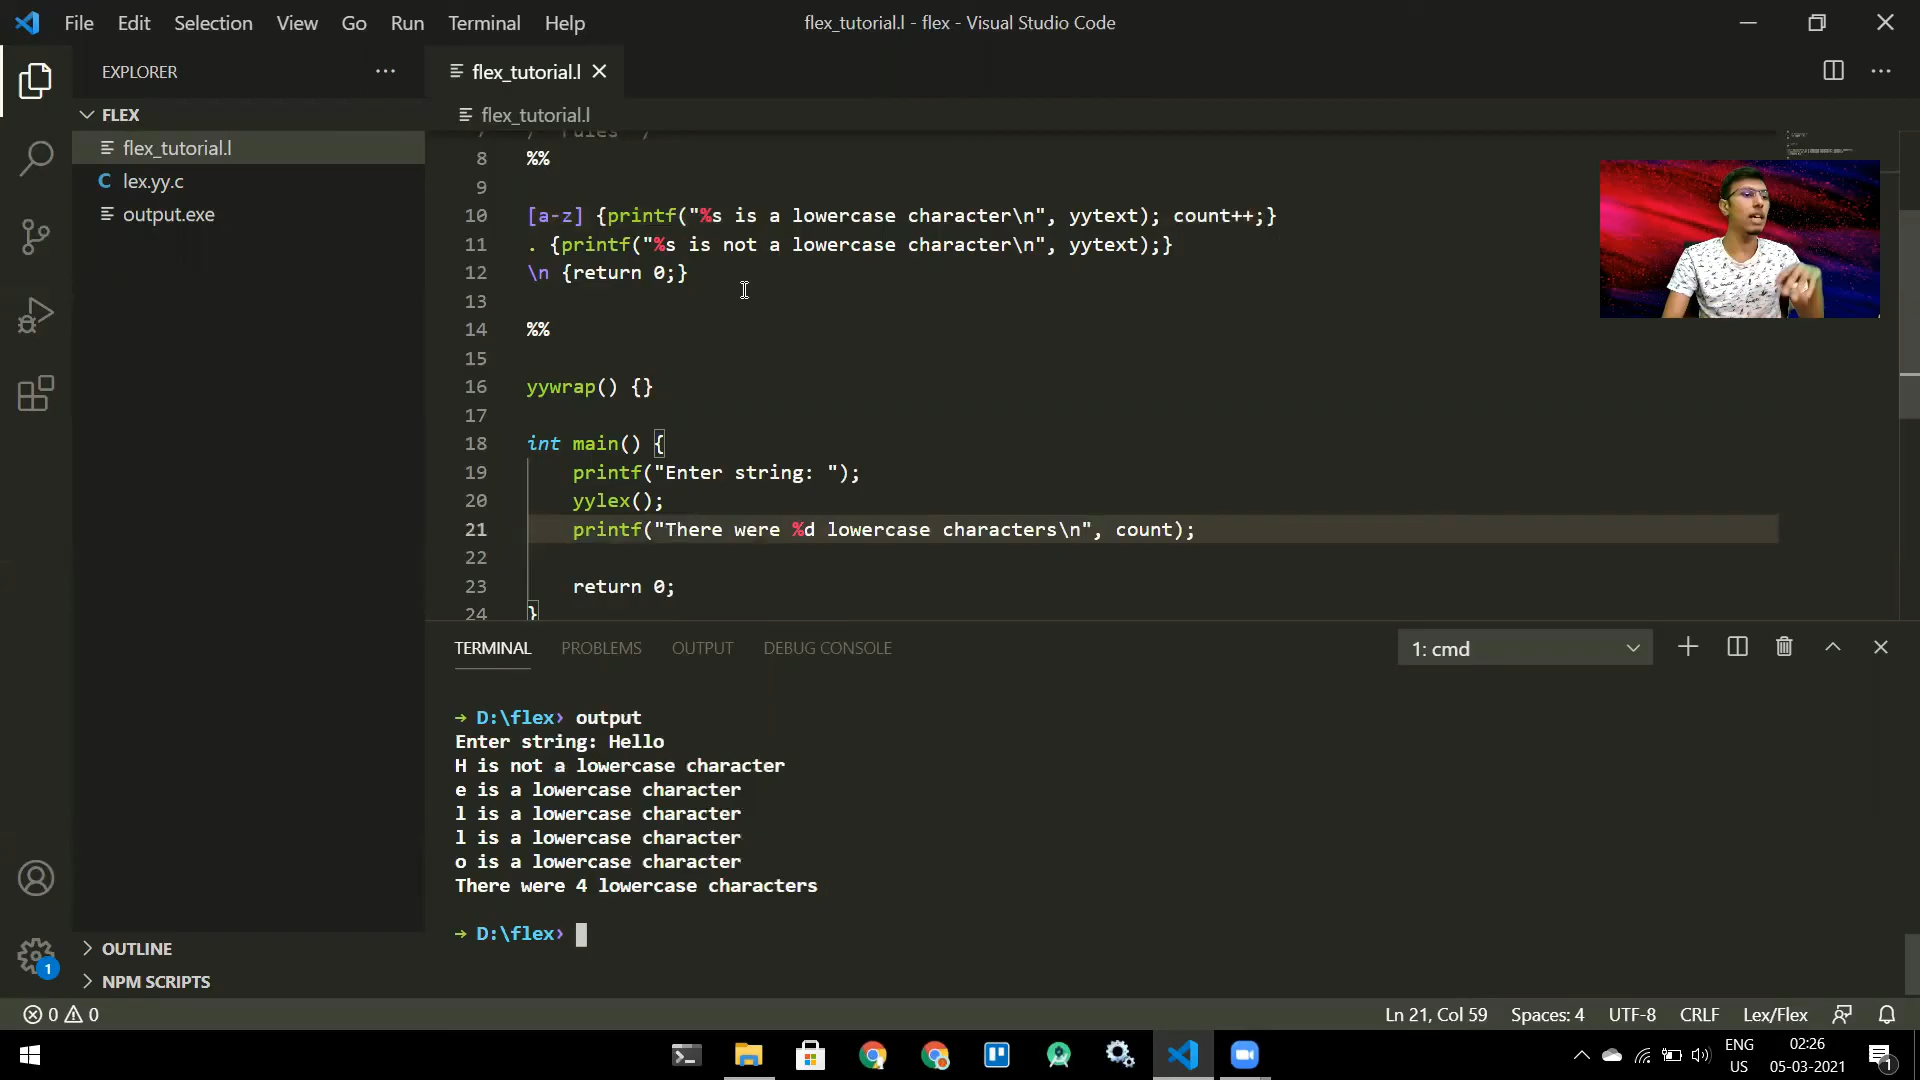 File Edit Selection View Go Run Terminal Help
flex_tutorial.l - flex - Visual Studio Code
EXPLORER
FLEX
flex_tutorial.l
C lex.yy.c
output.exe
OUTLINE
NPM SCRIPTS
flex_tutorial.l
flex_tutorial.l
8 %%
9
10 [a-z] {printf("%s is a lowercase character\n", yytext); count++;}
11 . {printf("%s is not a lowercase character\n", yytext);}
12 \n {return 0;}
13
14 %%
15
16 yywrap() {}
17
18 int main() {
19 printf("Enter string: ");
20 yylex();
21 printf("There were %d lowercase characters\n", count);
22
23 return 0;
24 }
TERMINAL PROBLEMS OUTPUT DEBUG CONSOLE
1: cmd
→ D:\flex› output
Enter string: Hello
H is not a lowercase character
e is a lowercase character
l is a lowercase character
l is a lowercase character
o is a lowercase character
There were 4 lowercase characters
→ D:\flex›
1
0 0
Ln 21, Col 59 Spaces: 4 UTF-8 CRLF Lex/Flex
ENG
US
02:26
05-03-2021
1